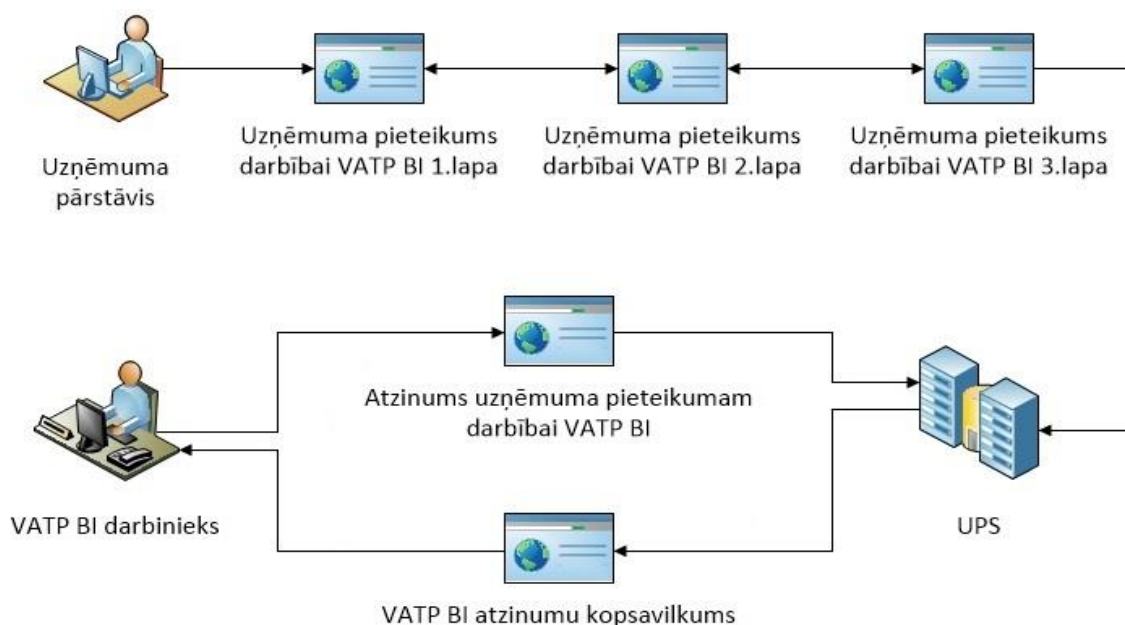 Uzņēmuma
pārstāvis
Uzņēmuma pieteikums
darbībai VATP BI 1.lapa
Uzņēmuma pieteikums
darbībai VATP BI 2.lapa
Uzņēmuma pieteikums
darbībai VATP BI 3.lapa
Atzinums uzņēmuma pieteikumam
darbībai VATP BI
VATP BI darbinieks
UPS
VATP BI atzinumu kopsavilkums